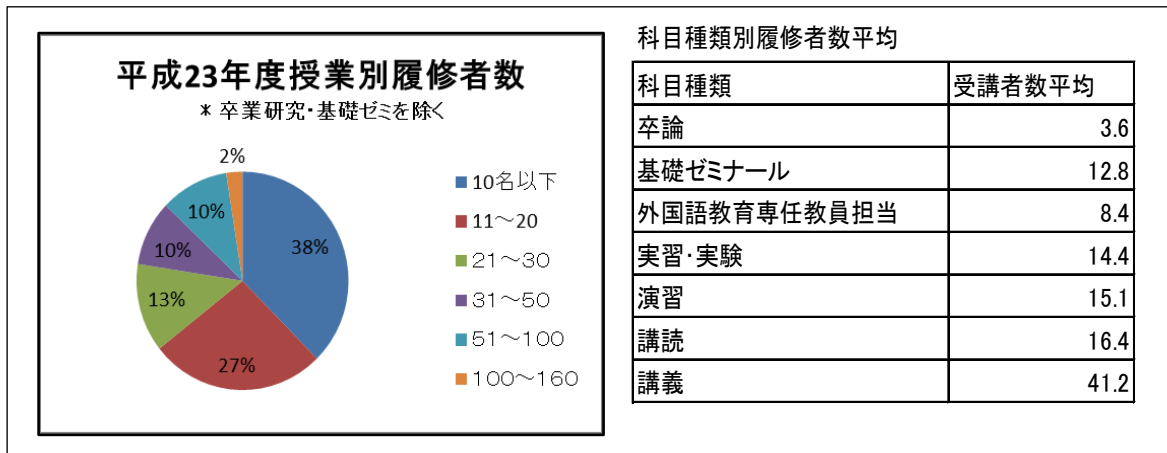 平成23年度授業別履修者数
* 卒業研究・基礎ゼミを除く
2%
10%
10%
13%
27%
38%
10名以下
11～20
21～30
31～50
51～100
100～160
科目種類別履修者数平均
科目種類 受講者数平均
卒論 3.6
基礎ゼミナール 12.8
外国語教育専任教員担当 8.4
実習・実験 14.4
演習 15.1
講読 16.4
講義 41.2